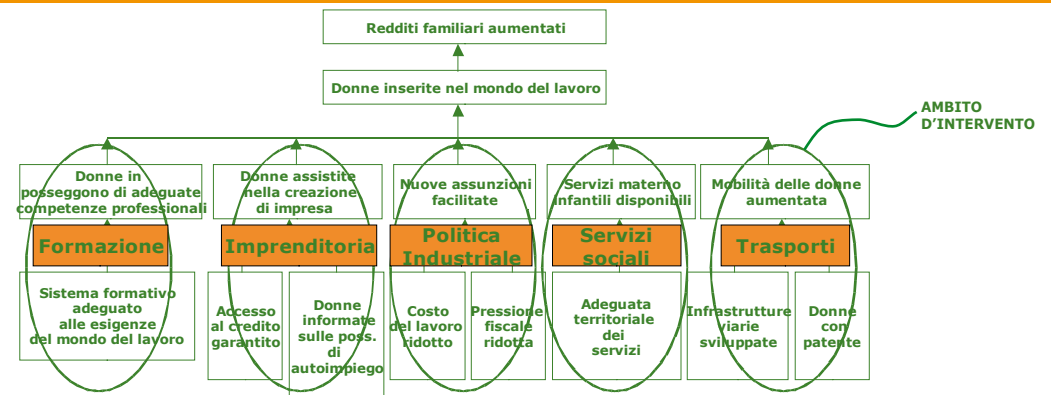 Redditi familiari aumentati
Donne inserite nel mondo del lavoro
AMBITO
D'INTERVENTO
Donne in
posseggono di adeguate
competenze professionali
Donne assistite
nella creazione
di impresa
Nuove assunzioni
facilitate
Servizi materno
infantili disponibili
Mobilità delle donne
aumentata
Formazione
Imprenditoria
Politica
Industriale
Servizi
sociali
Trasporti
Sistema formativo
adeguato
alle esigenze
del mondo del lavoro
Accesso
al credito
garantito
Donne
informate
sulle poss.
di
autoimpiego
Costo
del lavoro
ridotto
Pressione
fiscale
ridotta
Adeguata
territoriale
dei
servizi
Infrastrutture
viarie
sviluppate
Donne
con
patente